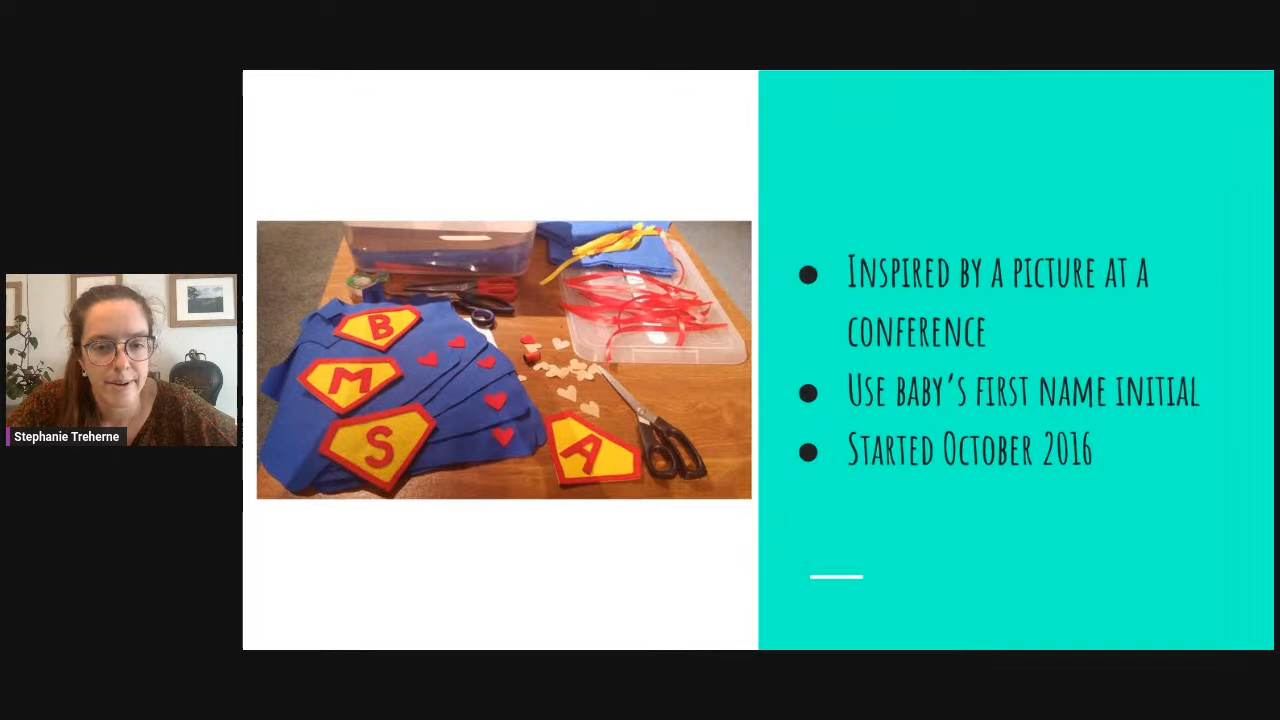 Stephanie Treherne
B
M
S
A
● Inspired by a picture at a
conference
● Use baby's first name initial
● Started October 2016